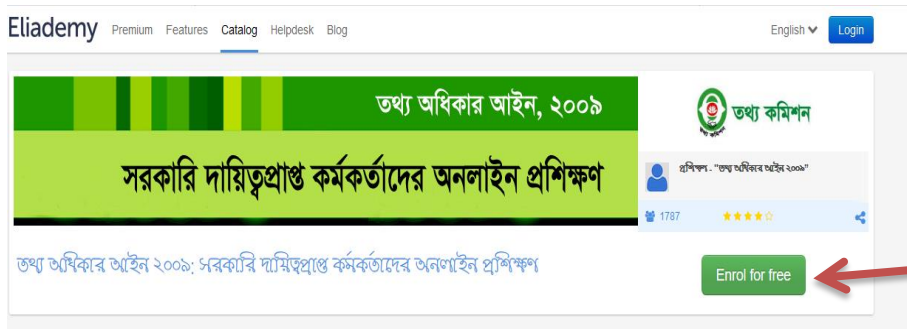 Eliademy Premium Features Catalog Helpdesk Blog English Login
তথ্য অধিকার আইন, ২০০৯
সরকারি দায়িত্বপ্রাপ্ত কর্মকর্তাদের অনলাইন প্রশিক্ষণ
তথ্য কমিশন
প্রশিক্ষণ - "তথ্য অধিকার আইন ২০০৯"
1787
তথ্য অধিকার আইন ২০০৯: সরকারি দায়িত্বপ্রাপ্ত কর্মকর্তাদের অনলাইন প্রশিক্ষণ
Enrol for free